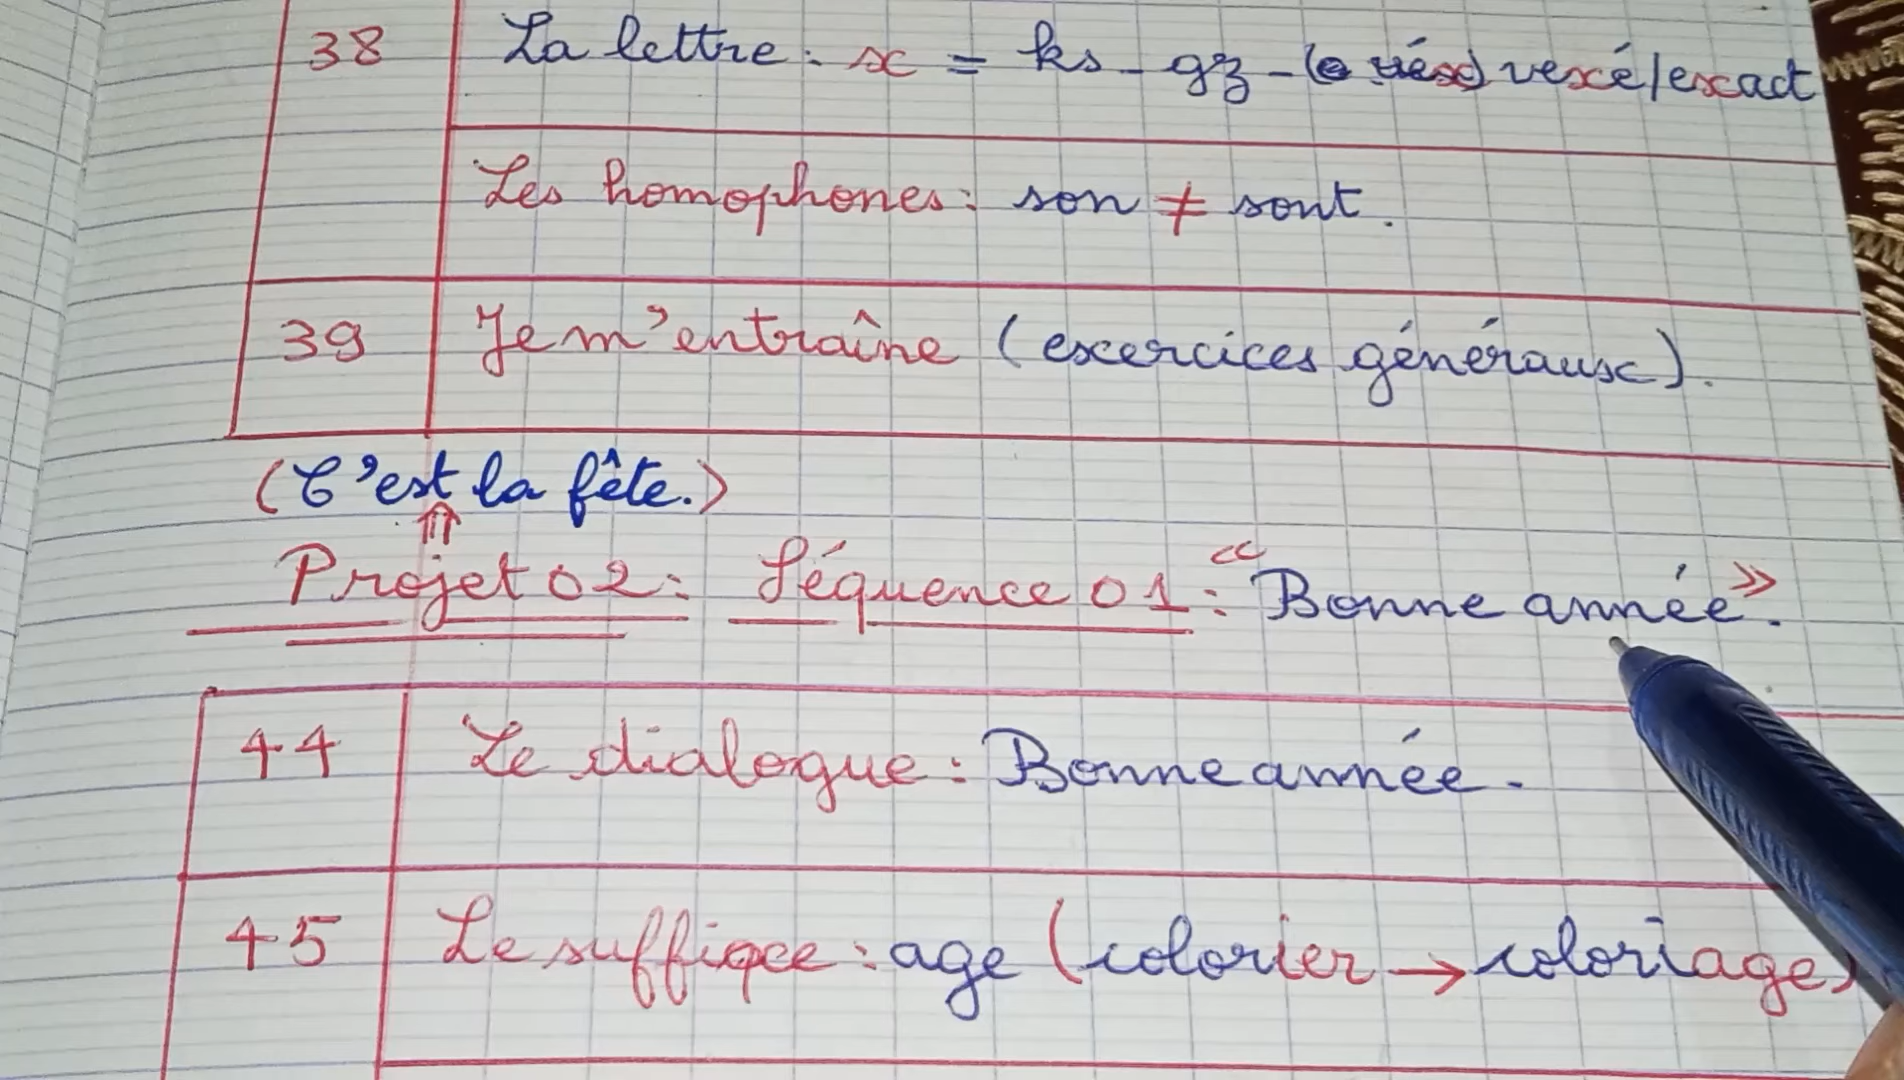 38 La lettre : x = ks - gz - vexé/exact
Les homophones : son ≠ sont.
39 Je m'entraîne (exercices généraux).
(C'est la fête.)
⇑
Projet 02 : Séquence 01 : « Bonne année ».
44 Le dialogue : Bonne année.
45 Le suffixe : age (colorier → coloriage)